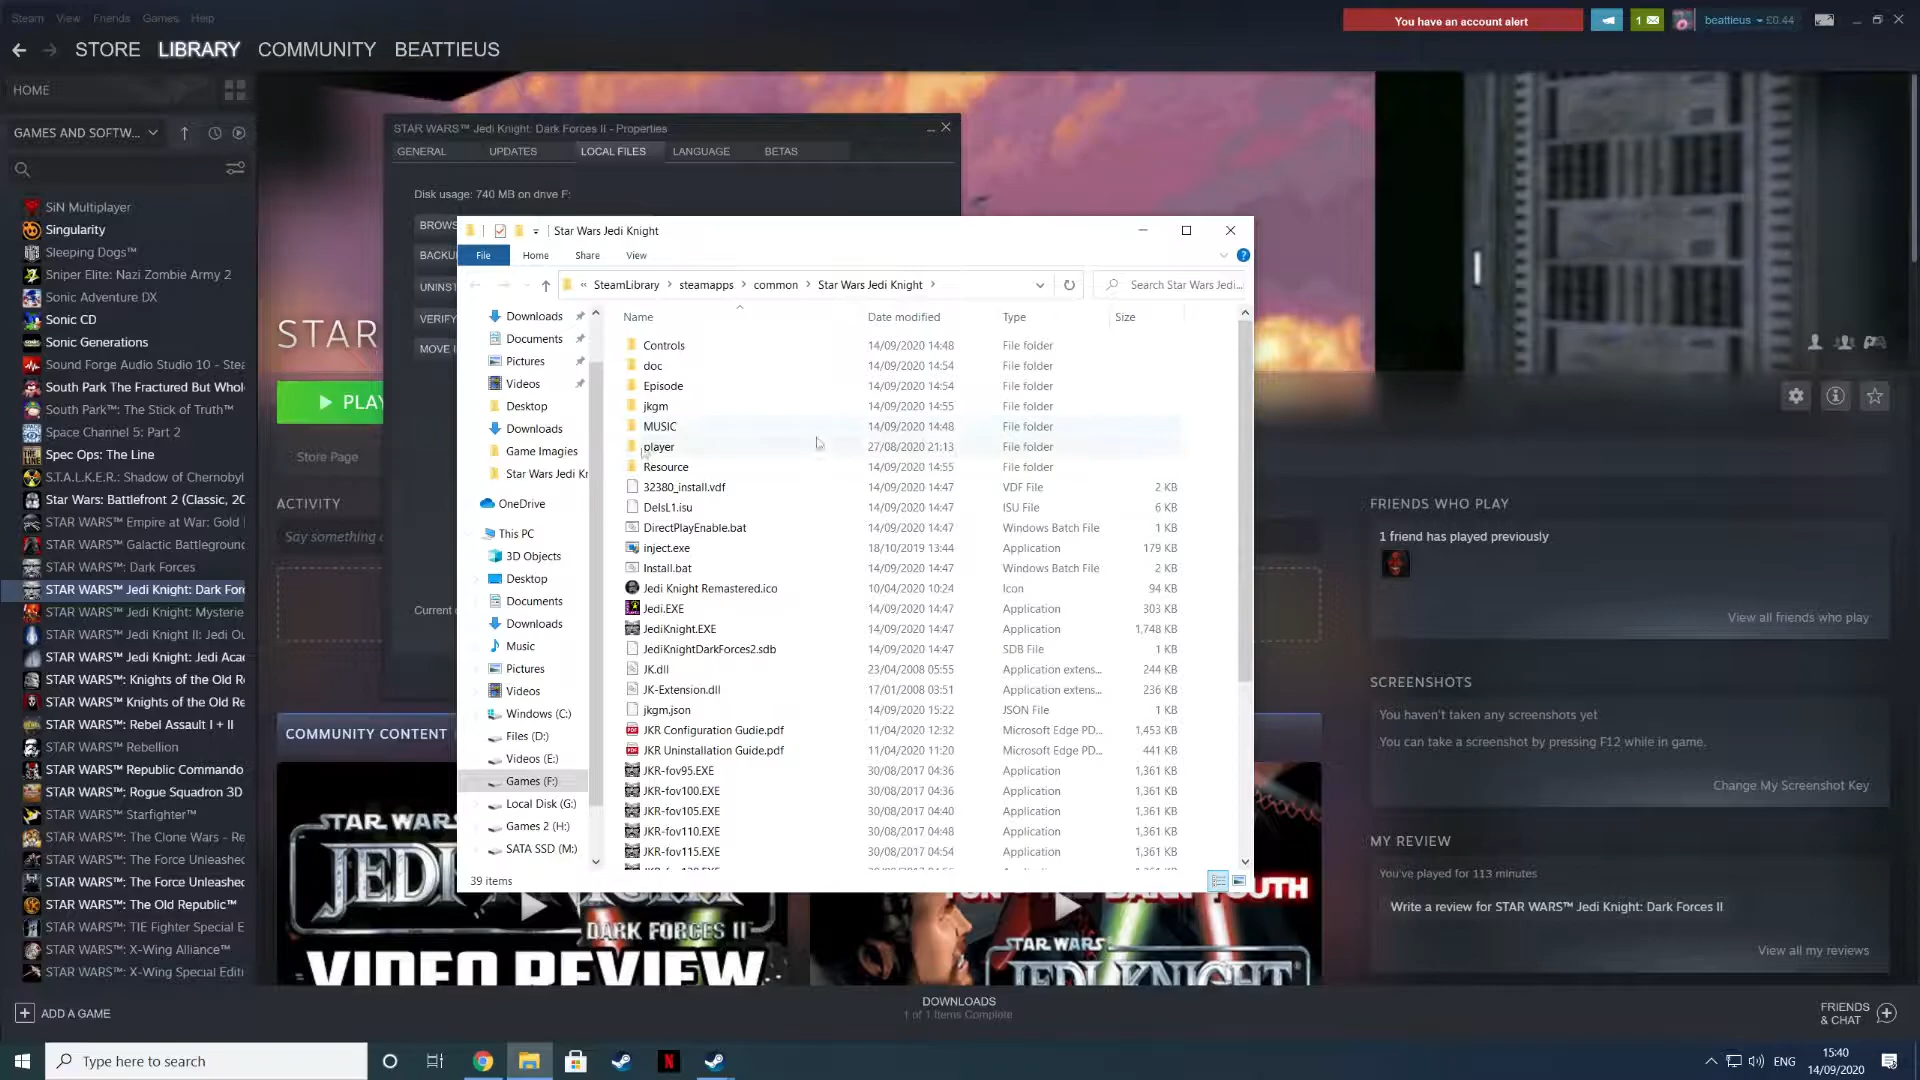 Steam View Friends Games Help
You have an account alert
1
beattieus £0.44
STORE LIBRARY COMMUNITY BEATTIEUS
HOME
GAMES AND SOFTW...
SiN Multiplayer
Singularity
Sleeping Dogs™
Sniper Elite: Nazi Zombie Army 2
Sonic Adventure DX
Sonic CD
Sonic Generations
Sound Forge Audio Studio 10 - Stea
South Park The Fractured But Whol
South Park™: The Stick of Truth™
Space Channel 5: Part 2
Spec Ops: The Line
S.T.A.L.K.E.R.: Shadow of Chernobyl
Star Wars: Battlefront 2 (Classic, 20
STAR WARS™ Empire at War: Gold
STAR WARS™ Galactic Battleground
STAR WARS™: Dark Forces
STAR WARS™ Jedi Knight: Dark Forc
STAR WARS™ Jedi Knight: Mysterie
STAR WARS™ Jedi Knight II: Jedi Ou
STAR WARS™ Jedi Knight: Jedi Aca
STAR WARS™: Knights of the Old R
STAR WARS™ Knights of the Old Re
STAR WARS™: Rebel Assault I + II
STAR WARS™ Rebellion
STAR WARS™ Republic Commando
STAR WARS™: Rogue Squadron 3D
STAR WARS™ Starfighter™
STAR WARS™: The Clone Wars - Re
STAR WARS™: The Force Unleashed
STAR WARS™: The Force Unleashed
STAR WARS™: The Old Republic™
STAR WARS™: TIE Fighter Special E
STAR WARS™: X-Wing Alliance™
STAR WARS™: X-Wing Special Editi
ADD A GAME
STAR
PLAY
Store Page
ACTIVITY
Say something
Current
COMMUNITY CONTENT
STAR WARS™ Jedi Knight: Dark Forces II - Properties
GENERAL UPDATES LOCAL FILES LANGUAGE BETAS
Disk usage: 740 MB on drive F:
BROWS
BACKU
UNINST
VERIFY
MOVE I
Star Wars Jedi Knight
File Home Share View
« SteamLibrary › steamapps › common › Star Wars Jedi Knight ›
Search Star Wars Jedi...
Downloads
Documents
Pictures
Videos
Desktop
Downloads
Game Imagies
Star Wars Jedi Kr
OneDrive
This PC
3D Objects
Desktop
Documents
Downloads
Music
Pictures
Videos
Windows (C:)
Files (D:)
Videos (E:)
Games (F:)
Local Disk (G:)
Games 2 (H:)
SATA SSD (M:)
Name Date modified Type Size
Controls 14/09/2020 14:48 File folder
doc 14/09/2020 14:54 File folder
Episode 14/09/2020 14:54 File folder
jkgm 14/09/2020 14:55 File folder
MUSIC 14/09/2020 14:48 File folder
player 27/08/2020 21:13 File folder
Resource 14/09/2020 14:55 File folder
32380_install.vdf 14/09/2020 14:47 VDF File 2 KB
DeIsL1.isu 14/09/2020 14:47 ISU File 6 KB
DirectPlayEnable.bat 14/09/2020 14:47 Windows Batch File 1 KB
inject.exe 18/10/2019 13:44 Application 179 KB
Install.bat 14/09/2020 14:47 Windows Batch File 2 KB
Jedi Knight Remastered.ico 10/04/2020 10:24 Icon 94 KB
Jedi.EXE 14/09/2020 14:47 Application 303 KB
JediKnight.EXE 14/09/2020 14:47 Application 1,748 KB
JediKnightDarkForces2.sdb 14/09/2020 14:47 SDB File 1 KB
JK.dll 23/04/2008 05:55 Application extens... 244 KB
JK-Extension.dll 17/01/2008 03:51 Application extens... 236 KB
jkgm.json 14/09/2020 15:22 JSON File 1 KB
JKR Configuration Gudie.pdf 11/04/2020 12:32 Microsoft Edge PD... 1,453 KB
JKR Uninstallation Guide.pdf 11/04/2020 11:20 Microsoft Edge PD... 441 KB
JKR-fov95.EXE 30/08/2017 04:36 Application 1,361 KB
JKR-fov100.EXE 30/08/2017 04:36 Application 1,361 KB
JKR-fov105.EXE 30/08/2017 04:40 Application 1,361 KB
JKR-fov110.EXE 30/08/2017 04:48 Application 1,361 KB
JKR-fov115.EXE 30/08/2017 04:54 Application 1,361 KB
39 items
FRIENDS WHO PLAY
1 friend has played previously
View all friends who play
SCREENSHOTS
You haven't taken any screenshots yet
You can take a screenshot by pressing F12 while in game.
Change My Screenshot Key
MY REVIEW
You've played for 113 minutes
Write a review for STAR WARS™ Jedi Knight: Dark Forces II
View all my reviews
STAR WARS
JEDI KNIGHT
DARK FORCES II
VIDEO REVIEW
STAR WARS
JEDI KNIGHT
DOWNLOADS
1 of 1 Items Complete
FRIENDS
& CHAT
Type here to search
ENG
15:40
14/09/2020